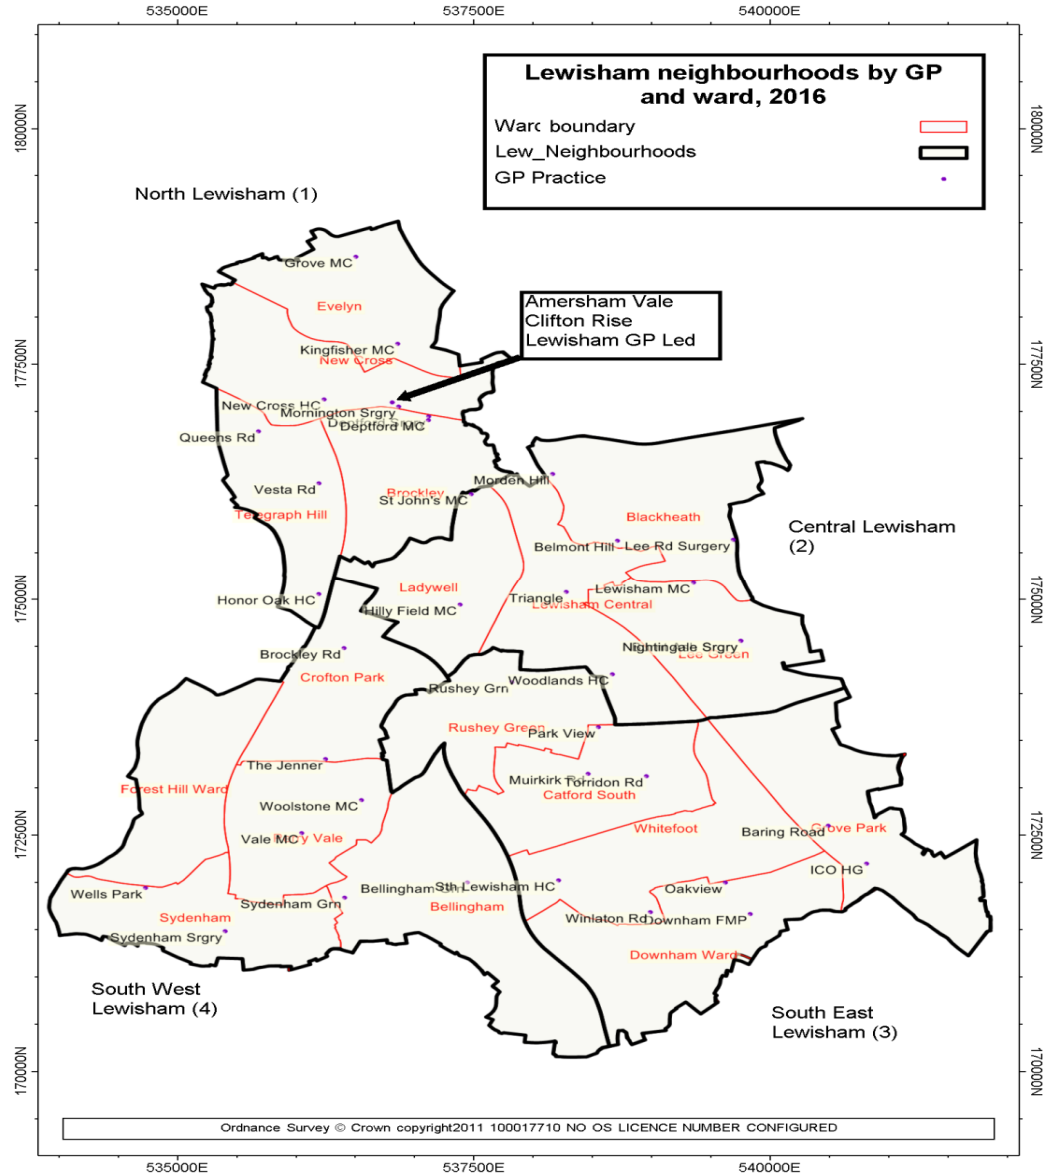 535000E 537500E 540000E
Lewisham neighbourhoods by GP
and ward, 2016
Ward boundary
Lew_Neighbourhoods
GP Practice
180000N
180000N
North Lewisham (1)
Grove MC
Evelyn
Amersham Vale
Clifton Rise
Lewisham GP Led
Kingfisher MC
New Cross
177500N
177500N
New Cross HC
Mornington Srgry
Deptford MC
Queens Rd
Morden Hill
Vesta Rd
Brockley
St John's MC
Telegraph Hill
Blackheath
Central Lewisham
(2)
Belmont Hill
Lee Rd Surgery
Ladywell
Lewisham MC
Honor Oak HC
Triangle
Lewisham Central
175000N
175000N
Hilly Field MC
Brockley Rd
Nightingale Srgry
Lee Green
Crofton Park
Rushey Grn
Woodlands HC
Rushey Green
Park View
The Jenner
Muirkirk Rd
Torridon Rd
Forest Hill Ward
Catford South
Woolstone MC
Whitefoot
Baring Road
Grove Park
172500N
172500N
Vale MC
Perry Vale
ICO HG
Wells Park
Bellingham Grn
Sth Lewisham HC
Oakview
Sydenham Grn
Bellingham
Sydenham
Winlaton Rd
Downham FMP
Sydenham Srgry
Downham Ward
South West
Lewisham (4)
South East
Lewisham (3)
170000N
170000N
Ordnance Survey © Crown copyright2011 100017710 NO OS LICENCE NUMBER CONFIGURED
535000E 537500E 540000E